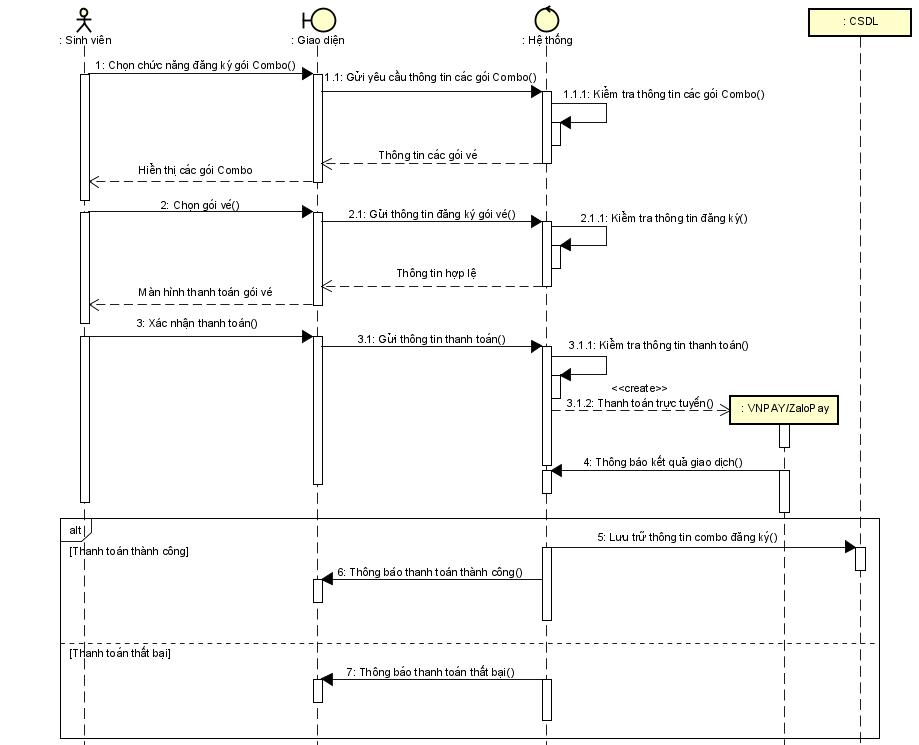 : Sinh viên
: Giao diện
: Hệ thống
: CSDL
1: Chọn chức năng đăng ký gói Combo()
1.1: Gửi yêu cầu thông tin các gói Combo()
1.1.1: Kiểm tra thông tin các gói Combo()
Thông tin các gói vé
Hiển thị các gói Combo
2: Chọn gói vé()
2.1: Gửi thông tin đăng ký gói vé()
2.1.1: Kiểm tra thông tin đăng ký()
Thông tin hợp lệ
Màn hình thanh toán gói vé
3: Xác nhận thanh toán()
3.1: Gửi thông tin thanh toán()
3.1.1: Kiểm tra thông tin thanh toán()
<<create>>
3.1.2: Thanh toán trực tuyến()
: VNPAY/ZaloPay
4: Thông báo kết quả giao dịch()
alt
[Thanh toán thành công]
5: Lưu trữ thông tin combo đăng ký()
6: Thông báo thanh toán thành công()
[Thanh toán thất bại]
7: Thông báo thanh toán thất bại()